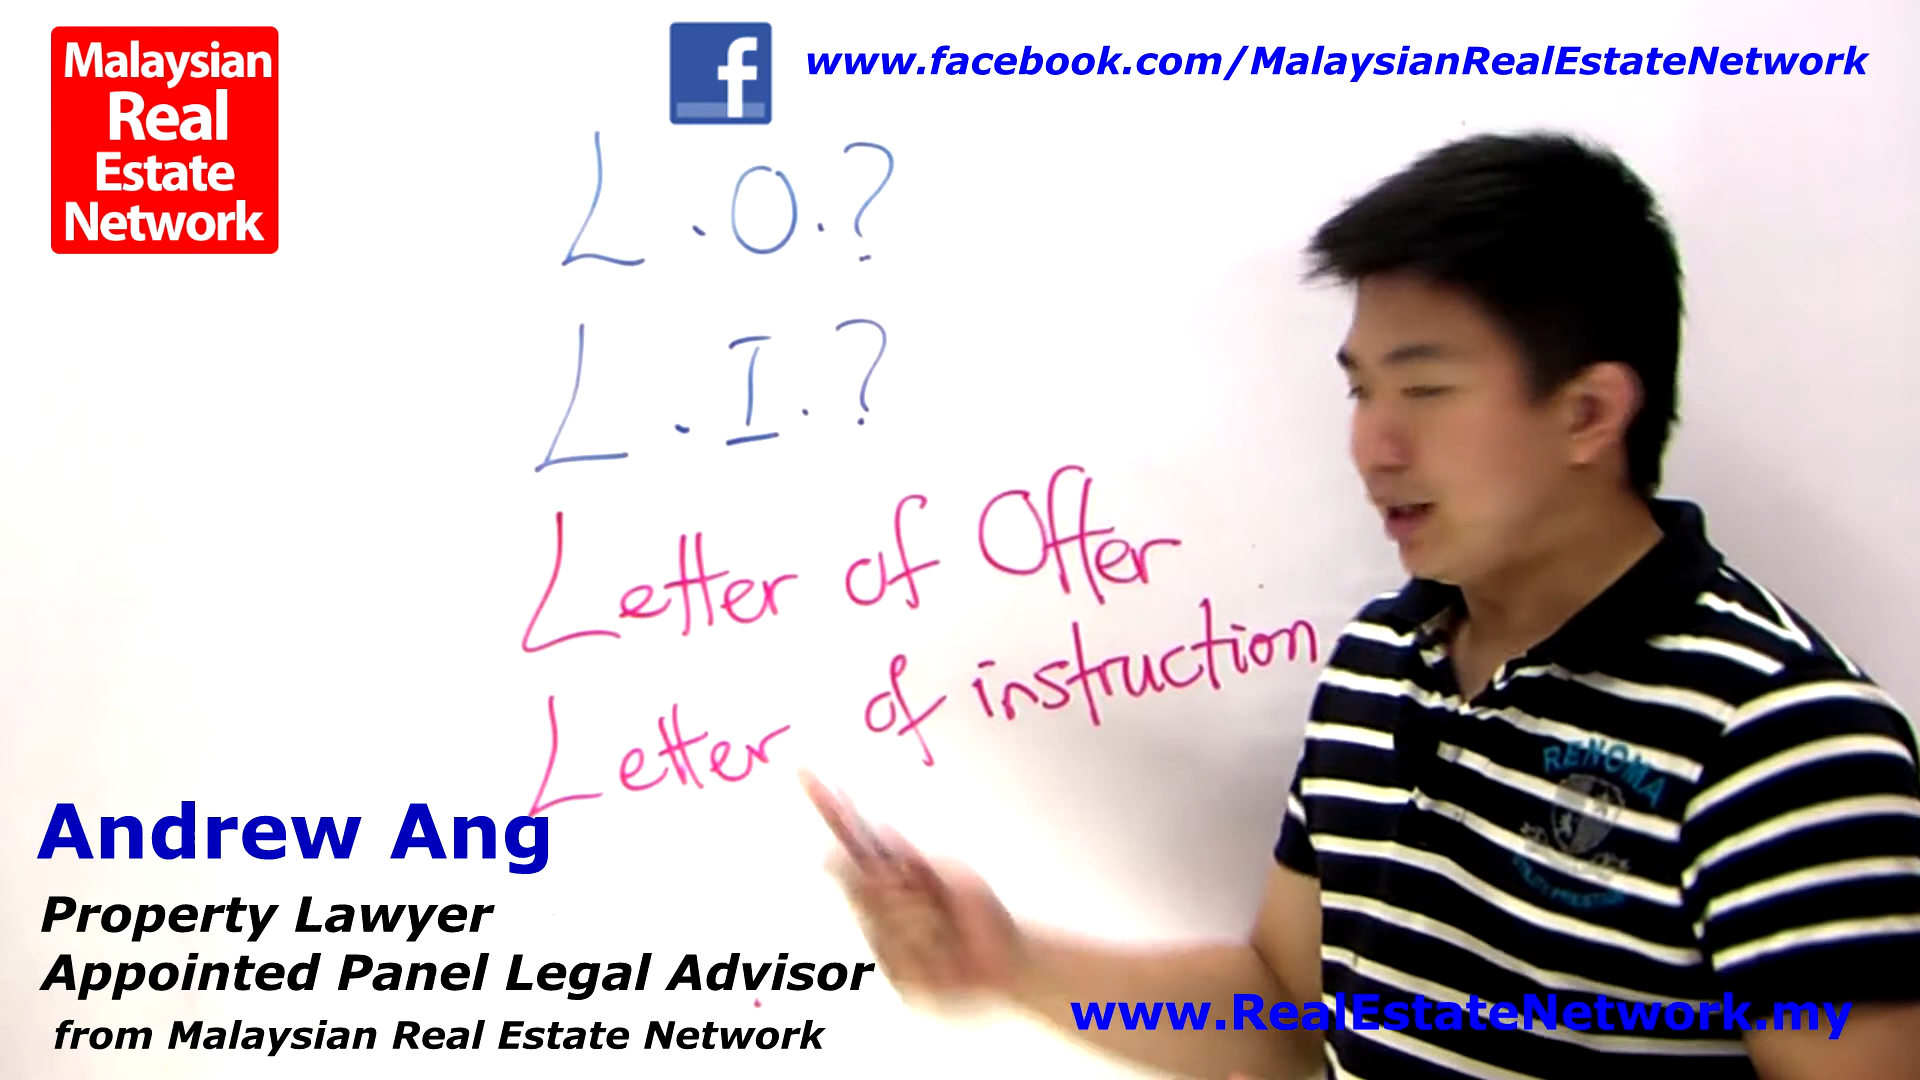 Malaysian
Real
Estate
Network
f
www.facebook.com/MalaysianRealEstateNetwork
L.O.?
L.I.?
Letter of Offer
Letter of instruction
RENOMA
Andrew Ang
Property Lawyer
Appointed Panel Legal Advisor
from Malaysian Real Estate Network
www.RealEstateNetwork.my